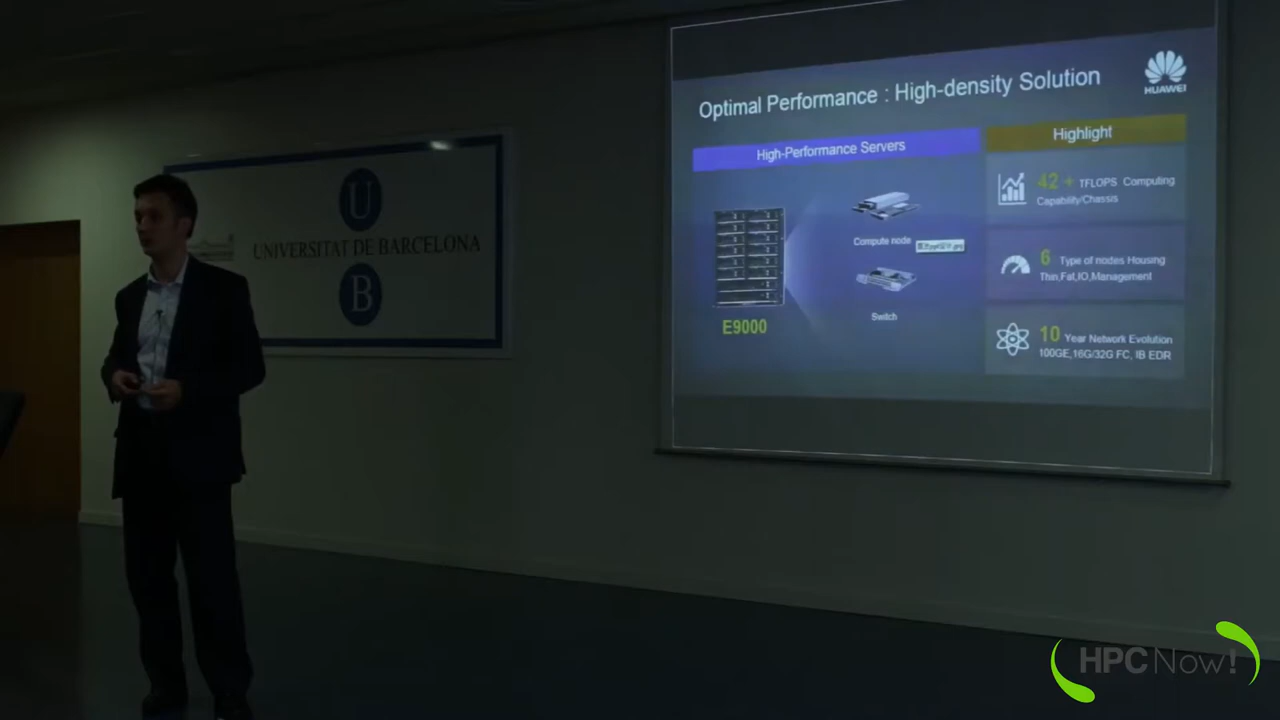 Optimal Performance : High-density Solution
HUAWEI
High-Performance Servers
Highlight
42 + TFLOPS Computing
Capability/Chassis
Compute node
6 Type of nodes Housing
Thin,Fat,IO,Management
Switch
E9000
10 Year Network Evolution
100GE,16G/32G FC, IB EDR
U
UNIVERSITAT DE BARCELONA
B
HPCNow!